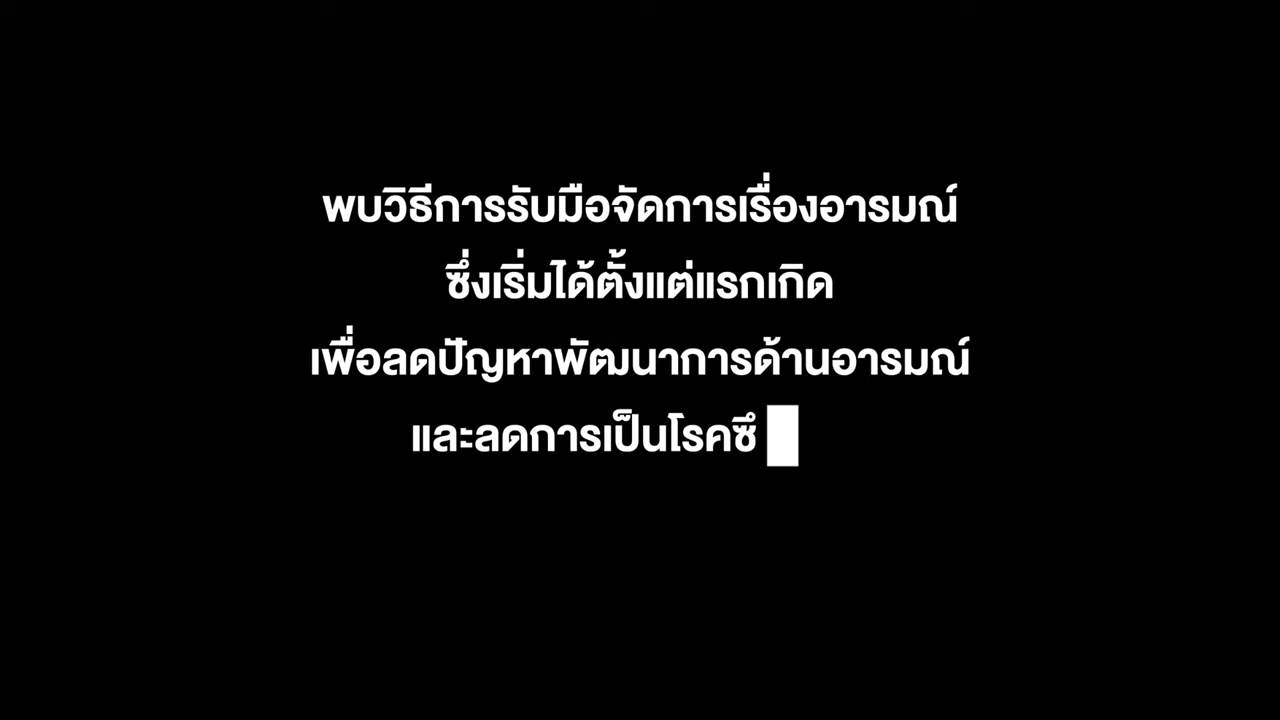 พบวิธีการรับมือจัดการเรื่องอารมณ์
ซึ่งเริ่มได้ตั้งแต่แรกเกิด
เพื่อลดปัญหาพัฒนาการด้านอารมณ์
และลดการเป็นโรคซึ